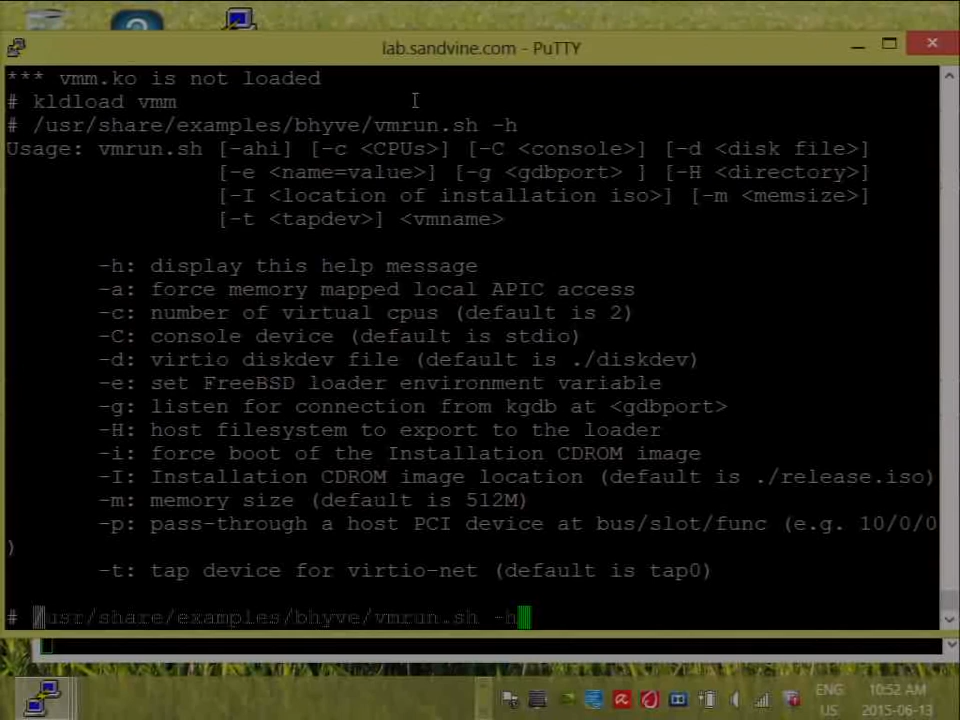 lab.sandvine.com - PuTTY
*** vmm.ko is not loaded
# kldload vmm
# /usr/share/examples/bhyve/vmrun.sh -h
Usage: vmrun.sh [-ahi] [-c <CPUs>] [-C <console>] [-d <disk file>]
[-e <name=value>] [-g <gdbport> ] [-H <directory>]
[-I <location of installation iso>] [-m <memsize>]
[-t <tapdev>] <vmname>
-h: display this help message
-a: force memory mapped local APIC access
-c: number of virtual cpus (default is 2)
-C: console device (default is stdio)
-d: virtio diskdev file (default is ./diskdev)
-e: set FreeBSD loader environment variable
-g: listen for connection from kgdb at <gdbport>
-H: host filesystem to export to the loader
-i: force boot of the Installation CDROM image
-I: Installation CDROM image location (default is ./release.iso)
-m: memory size (default is 512M)
-p: pass-through a host PCI device at bus/slot/func (e.g. 10/0/0
)
-t: tap device for virtio-net (default is tap0)
# /usr/share/examples/bhyve/vmrun.sh -h
ENG 10:52 AM
US 2015-06-13